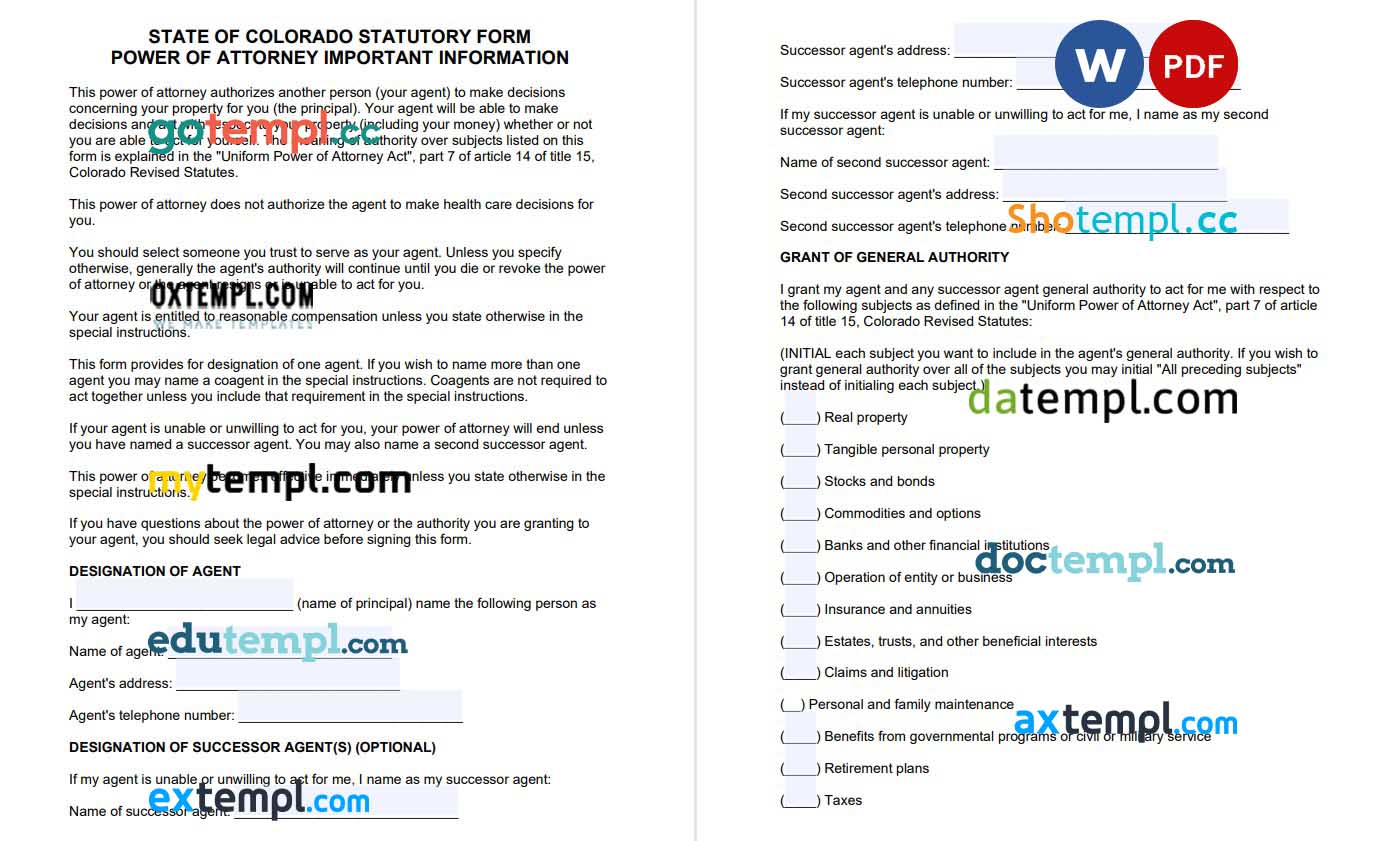 STATE OF COLORADO STATUTORY FORM
POWER OF ATTORNEY IMPORTANT INFORMATION
This power of attorney authorizes another person (your agent) to make decisions
concerning your property for you (the principal). Your agent will be able to make
decisions and act with respect to your property (including your money) whether or not
gotempl.cc
you are able to act for yourself. The meaning of authority over subjects listed on this
form is explained in the "Uniform Power of Attorney Act", part 7 of article 14 of title 15,
Colorado Revised Statutes.
This power of attorney does not authorize the agent to make health care decisions for
you.
You should select someone you trust to serve as your agent. Unless you specify
otherwise, generally the agent's authority will continue until you die or revoke the power
of attorney or the agent resigns or is unable to act for you.
OXTEMPL.COM
Your agent is entitled to reasonable compensation unless you state otherwise in the
WE MAKE TEMPLATES
special instructions.
This form provides for designation of one agent. If you wish to name more than one
agent you may name a coagent in the special instructions. Coagents are not required to
act together unless you include that requirement in the special instructions.
If your agent is unable or unwilling to act for you, your power of attorney will end unless
you have named a successor agent. You may also name a second successor agent.
This power of attorney becomes effective immediately unless you state otherwise in the
mytempl.com
special instructions.
If you have questions about the power of attorney or the authority you are granting to
your agent, you should seek legal advice before signing this form.
DESIGNATION OF AGENT
I ____________________________ (name of principal) name the following person as
my agent:
edutempl.com
Name of agent: ____________________________
Agent's address: ____________________________
Agent's telephone number: ____________________________
DESIGNATION OF SUCCESSOR AGENT(S) (OPTIONAL)
If my agent is unable or unwilling to act for me, I name as my successor agent:
extempl.com
Name of successor agent: ____________________________
Successor agent's address: ____________________________
W PDF
Successor agent's telephone number: ____________________________
If my successor agent is unable or unwilling to act for me, I name as my second
successor agent:
Name of second successor agent: ____________________________
Second successor agent's address: ____________________________
Shotempl.cc
Second successor agent's telephone number: ____________________________
GRANT OF GENERAL AUTHORITY
I grant my agent and any successor agent general authority to act for me with respect to
the following subjects as defined in the "Uniform Power of Attorney Act", part 7 of article
14 of title 15, Colorado Revised Statutes:
(INITIAL each subject you want to include in the agent's general authority. If you wish to
grant general authority over all of the subjects you may initial "All preceding subjects"
instead of initialing each subject.)
datempl.com
(____) Real property
(____) Tangible personal property
(____) Stocks and bonds
(____) Commodities and options
(____) Banks and other financial institutions
doctempl.com
(____) Operation of entity or business
(____) Insurance and annuities
(____) Estates, trusts, and other beneficial interests
(____) Claims and litigation
(__) Personal and family maintenance
axtempl.com
(____) Benefits from governmental programs or civil or military service
(____) Retirement plans
(____) Taxes